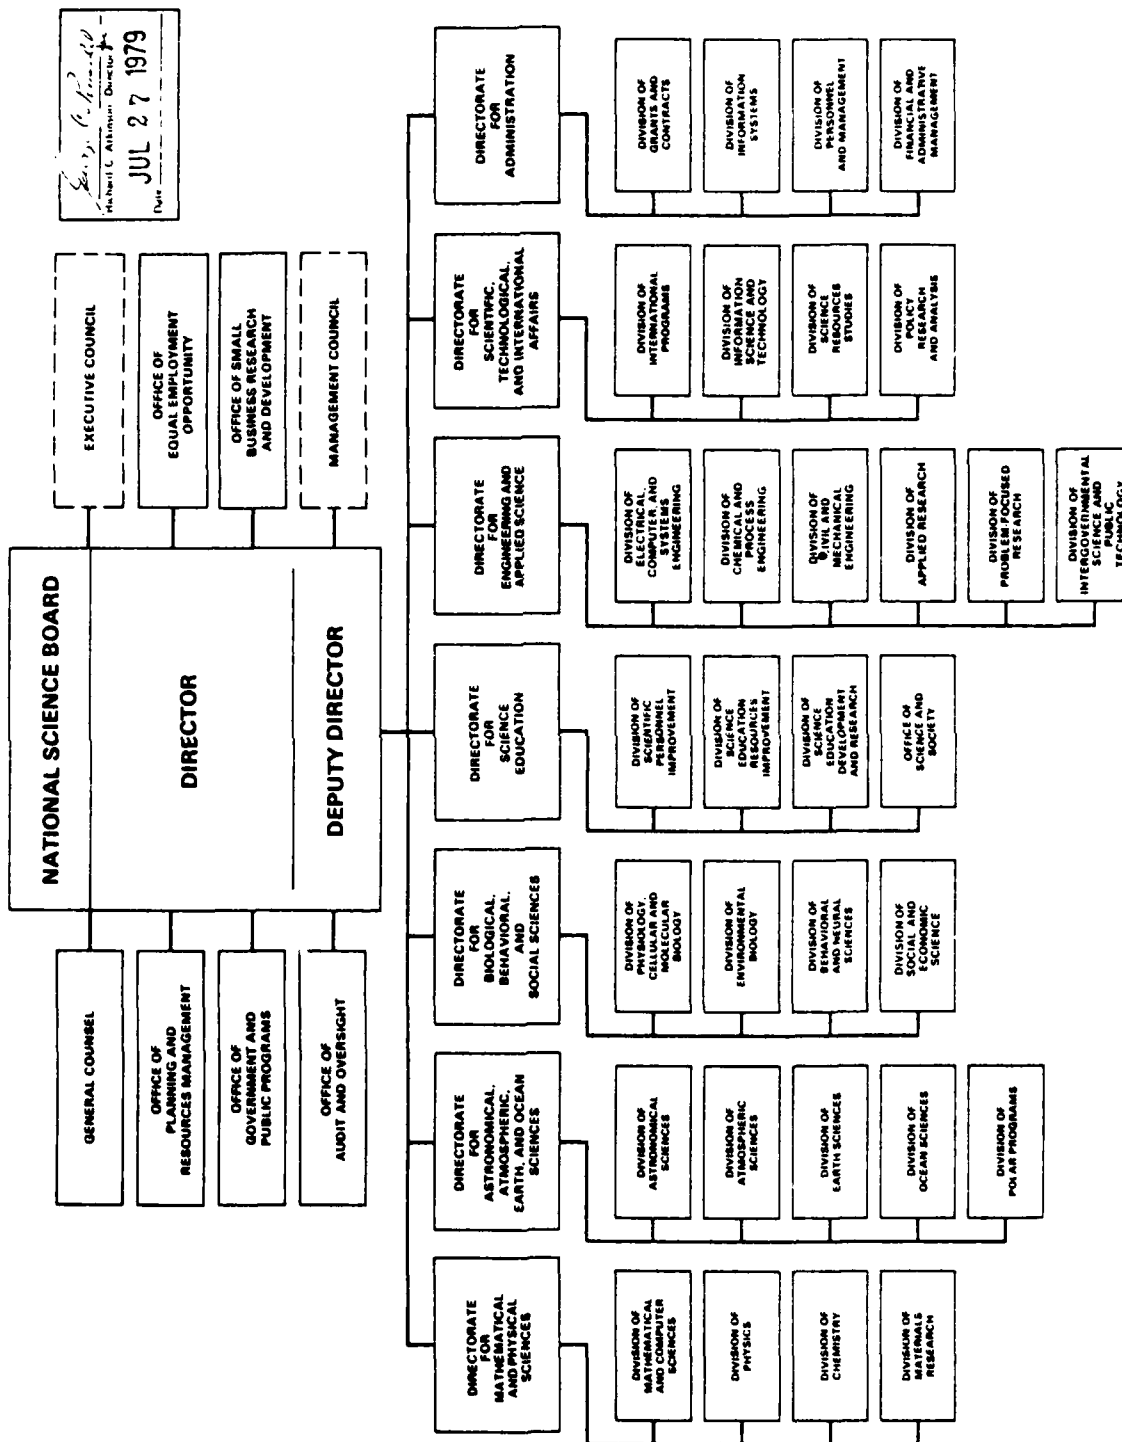 Richard C. Atkinson Director
JUL 27 1979
Date
NATIONAL SCIENCE BOARD
DIRECTOR
DEPUTY DIRECTOR
GENERAL COUNSEL
OFFICE OF
PLANNING AND
RESOURCES MANAGEMENT
OFFICE OF
GOVERNMENT AND
PUBLIC PROGRAMS
OFFICE OF
AUDIT AND OVERSIGHT
EXECUTIVE COUNCIL
OFFICE OF
EQUAL EMPLOYMENT
OPPORTUNITY
OFFICE OF SMALL
BUSINESS RESEARCH
AND DEVELOPMENT
MANAGEMENT COUNCIL
DIRECTORATE
FOR
MATHEMATICAL
AND PHYSICAL
SCIENCES
DIVISION OF
MATHEMATICAL
AND COMPUTER
SCIENCES
DIVISION OF
PHYSICS
DIVISION OF
CHEMISTRY
DIVISION OF
MATERIALS
RESEARCH
DIRECTORATE
FOR
ASTRONOMICAL,
ATMOSPHERIC,
EARTH, AND OCEAN
SCIENCES
DIVISION OF
ASTRONOMICAL
SCIENCES
DIVISION OF
ATMOSPHERIC
SCIENCES
DIVISION OF
EARTH SCIENCES
DIVISION OF
OCEAN SCIENCES
DIVISION OF
POLAR PROGRAMS
DIRECTORATE
FOR
BIOLOGICAL,
BEHAVIORAL,
AND
SOCIAL SCIENCES
DIVISION OF
PHYSIOLOGY,
CELLULAR AND
MOLECULAR
BIOLOGY
DIVISION OF
ENVIRONMENTAL
BIOLOGY
DIVISION OF
BEHAVIORAL
AND NEURAL
SCIENCES
DIVISION OF
SOCIAL AND
ECONOMIC
SCIENCE
DIRECTORATE
FOR
SCIENCE
EDUCATION
DIVISION OF
SCIENTIFIC
PERSONNEL
IMPROVEMENT
DIVISION OF
SCIENCE
EDUCATION
RESOURCES
IMPROVEMENT
DIVISION OF
SCIENCE
EDUCATION
DEVELOPMENT
AND RESEARCH
OFFICE OF
SCIENCE AND
SOCIETY
DIRECTORATE
FOR
ENGINEERING AND
APPLIED SCIENCE
DIVISION OF
ELECTRICAL,
COMPUTER, AND
SYSTEMS
ENGINEERING
DIVISION OF
CHEMICAL AND
PROCESS
ENGINEERING
DIVISION OF
CIVIL AND
MECHANICAL
ENGINEERING
DIVISION OF
APPLIED RESEARCH
DIVISION OF
PROBLEM-FOCUSED
RESEARCH
DIVISION OF
INTERGOVERNMENTAL
SCIENCE AND
PUBLIC
TECHNOLOGY
DIRECTORATE
FOR
SCIENTIFIC,
TECHNOLOGICAL,
AND INTERNATIONAL
AFFAIRS
DIVISION OF
INTERNATIONAL
PROGRAMS
DIVISION OF
INFORMATION
SCIENCE AND
TECHNOLOGY
DIVISION OF
SCIENCE
RESOURCES
STUDIES
DIVISION OF
POLICY
RESEARCH
AND ANALYSIS
DIRECTORATE
FOR
ADMINISTRATION
DIVISION OF
GRANTS AND
CONTRACTS
DIVISION OF
INFORMATION
SYSTEMS
DIVISION OF
PERSONNEL
AND MANAGEMENT
DIVISION OF
FINANCIAL AND
ADMINISTRATIVE
MANAGEMENT